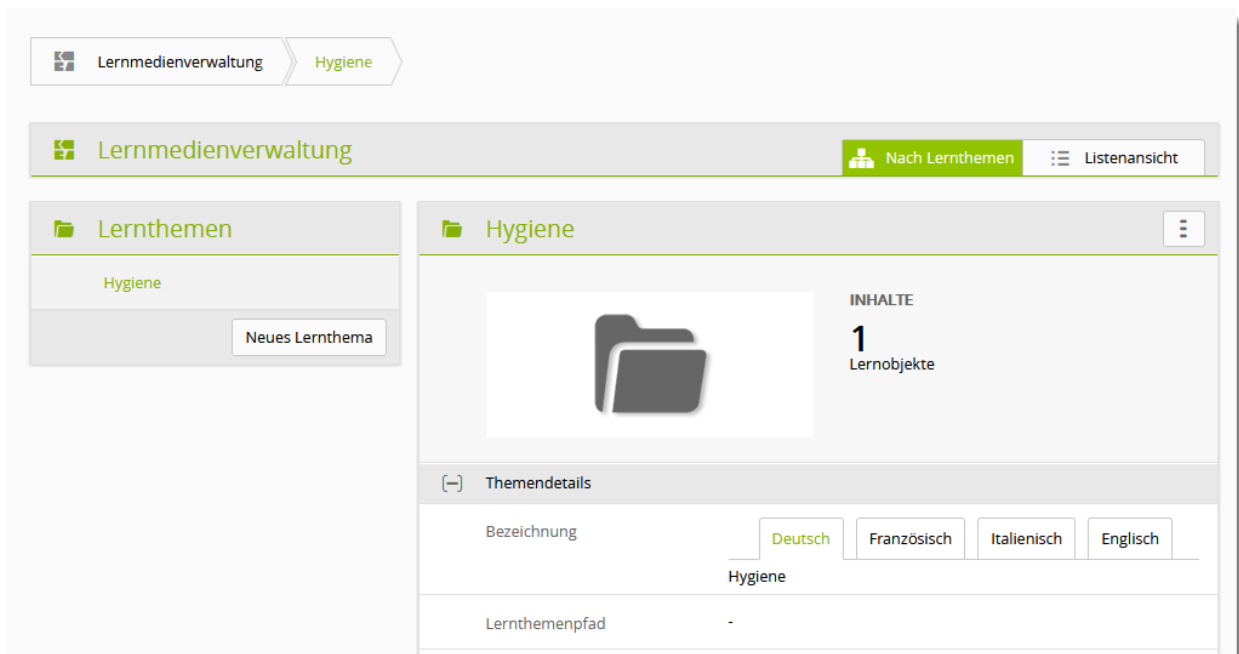 Lernmedienverwaltung Hygiene
Lernmedienverwaltung
Nach Lernthemen Listenansicht
Lernthemen
Hygiene
Neues Lernthema
Hygiene
INHALTE
1
Lernobjekte
Themendetails
Bezeichnung Deutsch Französisch Italienisch Englisch
Hygiene
Lernthemenpfad -